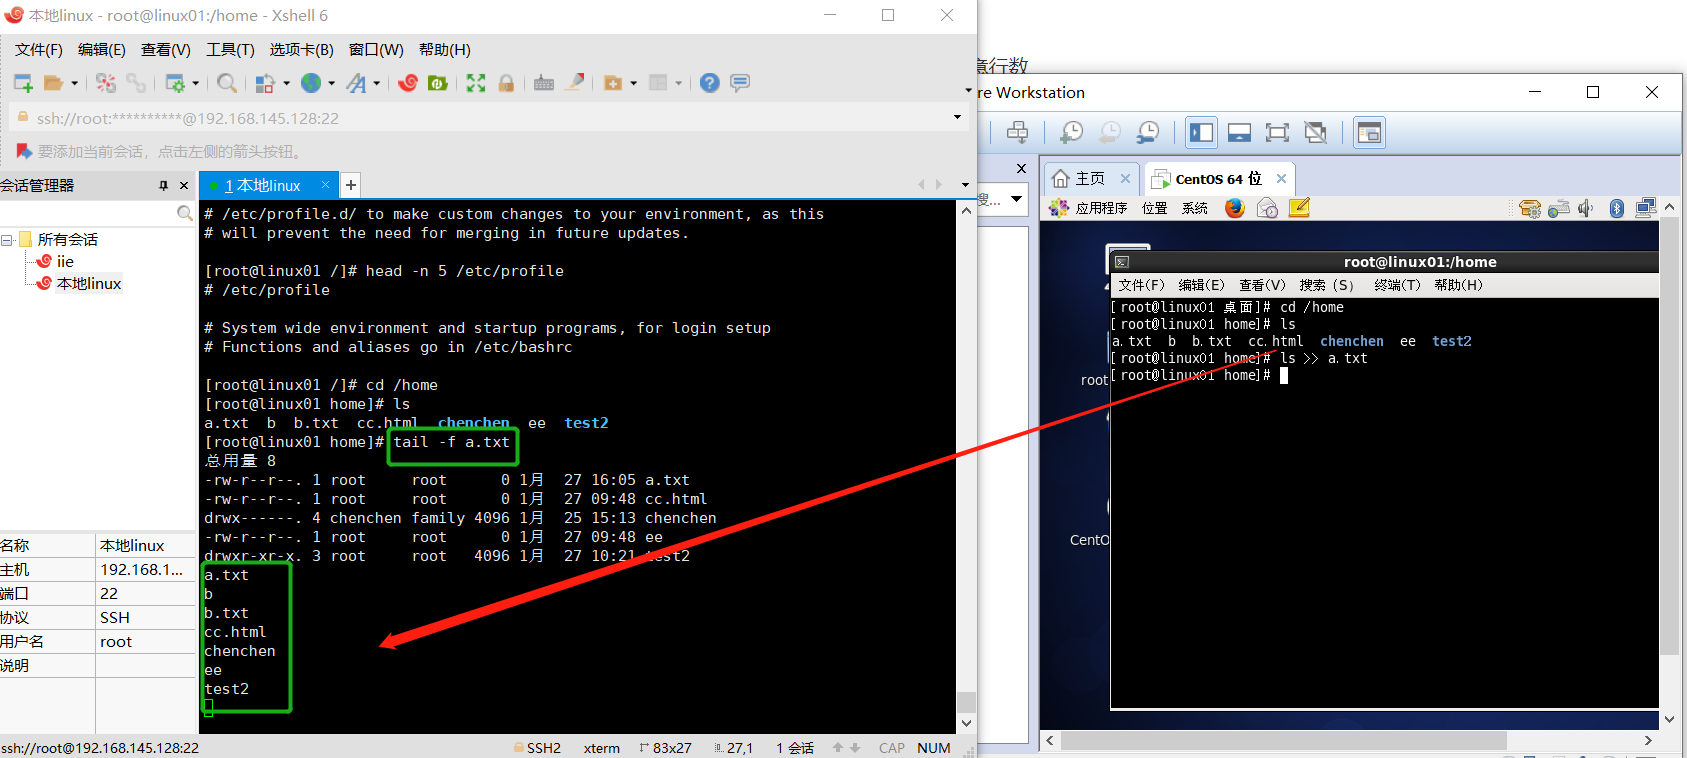 本地linux - root@linux01:/home - Xshell 6
文件(F) 编辑(E) 查看(V) 工具(T) 选项卡(B) 窗口(W) 帮助(H)
ssh://root:**********@192.168.145.128:22
要添加当前会话，点击左侧的箭头按钮。
会话管理器
1 本地linux
所有会话
iie
本地linux
名称 本地linux
主机 192.168.1...
端口 22
协议 SSH
用户名 root
说明
# /etc/profile.d/ to make custom changes to your environment, as this
# will prevent the need for merging in future updates.
[root@linux01 /]# head -n 5 /etc/profile
# /etc/profile
# System wide environment and startup programs, for login setup
# Functions and aliases go in /etc/bashrc
[root@linux01 /]# cd /home
[root@linux01 home]# ls
a.txt b b.txt cc.html chenchen ee test2
[root@linux01 home]# tail -f a.txt
总用量 8
-rw-r--r--. 1 root root 0 1月 27 16:05 a.txt
-rw-r--r--. 1 root root 0 1月 27 09:48 cc.html
drwx------. 4 chenchen family 4096 1月 25 15:13 chenchen
-rw-r--r--. 1 root root 0 1月 27 09:48 ee
drwxr-xr-x. 3 root root 4096 1月 27 10:21 test2
a.txt
b
b.txt
cc.html
chenchen
ee
test2
ssh://root@192.168.145.128:22 SSH2 xterm 83x27 27,1 1 会话 CAP NUM
行数
re Workstation
搜...
主页 CentOS 64 位
应用程序 位置 系统
root
CentO
root@linux01:/home
文件(F) 编辑(E) 查看(V) 搜索 (S) 终端(T) 帮助(H)
[root@linux01 桌面]# cd /home
[root@linux01 home]# ls
a.txt b b.txt cc.html chenchen ee test2
[root@linux01 home]# ls >> a.txt
[root@linux01 home]#